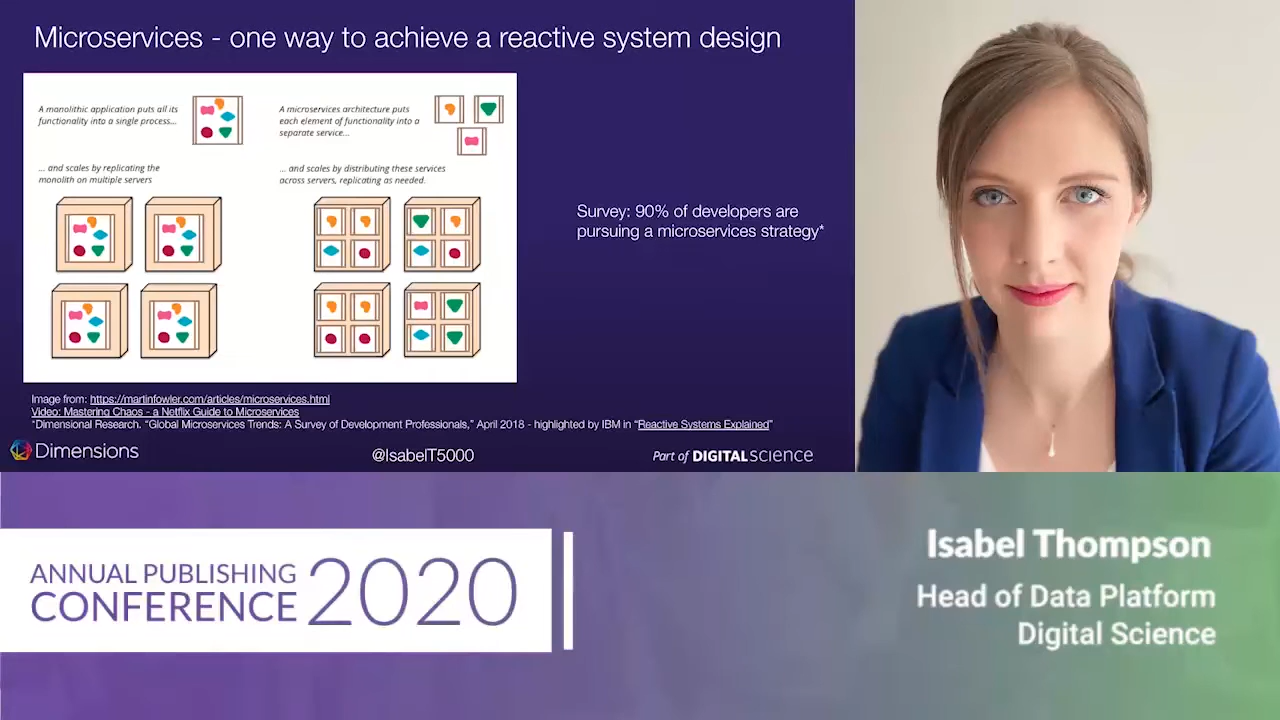 Microservices - one way to achieve a reactive system design
A monolithic application puts all its
functionality into a single process...
A microservices architecture puts
each element of functionality into a
separate service...
... and scales by replicating the
monolith on multiple servers
... and scales by distributing these services
across servers, replicating as needed.
Survey: 90% of developers are
pursuing a microservices strategy*
Image from: https://martinfowler.com/articles/microservices.html
Video: Mastering Chaos - a Netflix Guide to Microservices
*Dimensional Research. “Global Microservices Trends: A Survey of Development Professionals,” April 2018 - highlighted by IBM in “Reactive Systems Explained”
Dimensions
@IsabelT5000
Part of DIGITALSCIENCE
ANNUAL PUBLISHING
CONFERENCE 2020
Isabel Thompson
Head of Data Platform
Digital Science